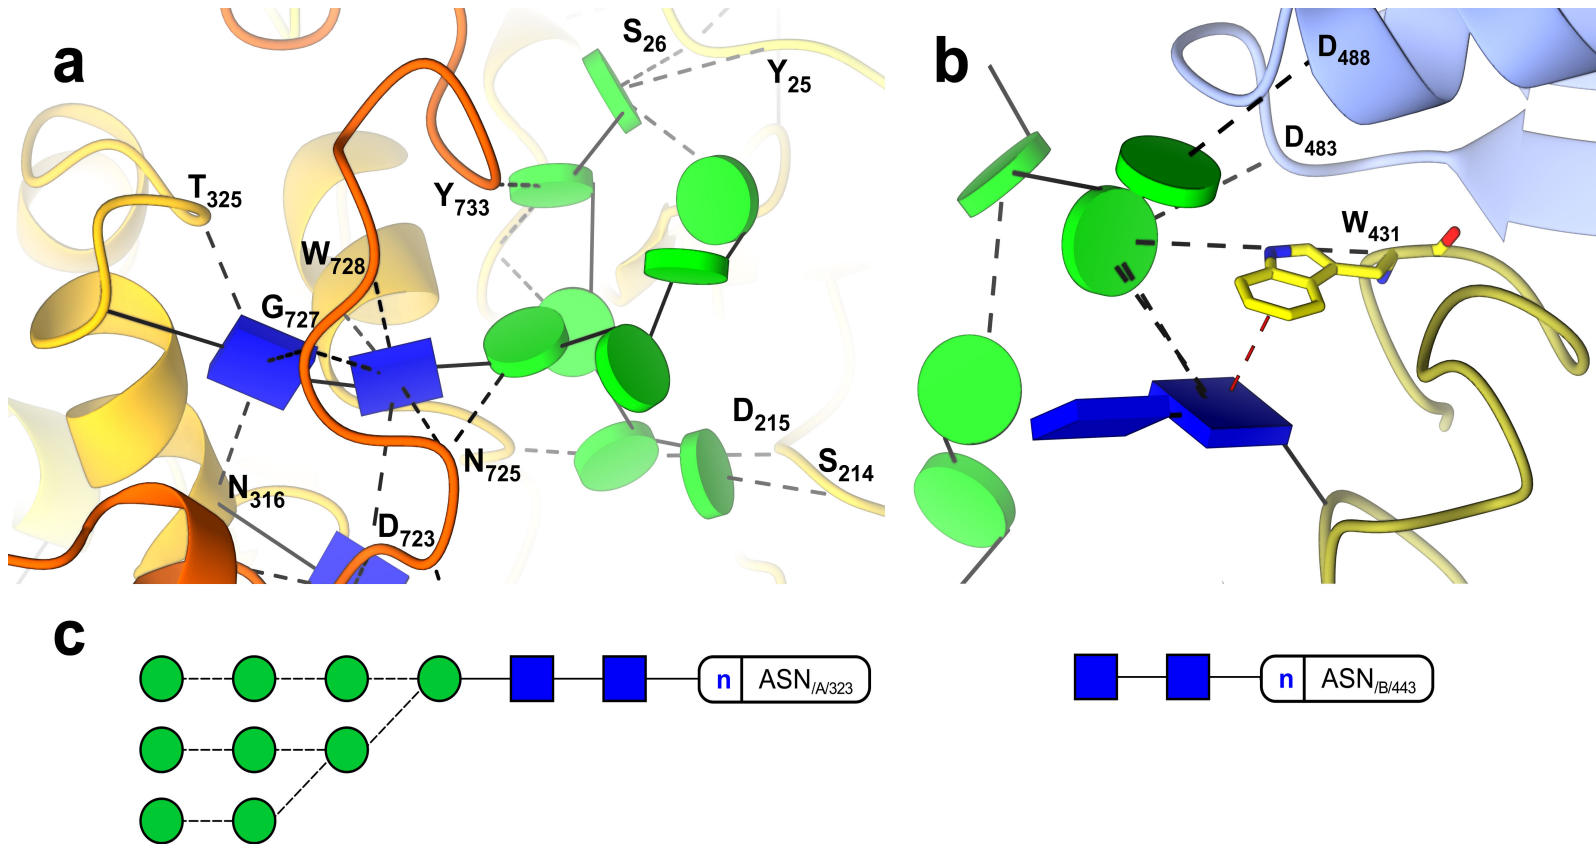 a
S26
Y25
T325
Y733
W728
G727
D215
N725
S214
N316
D723
b
D488
D483
W431
c
n ASN/A/323
n ASN/B/443